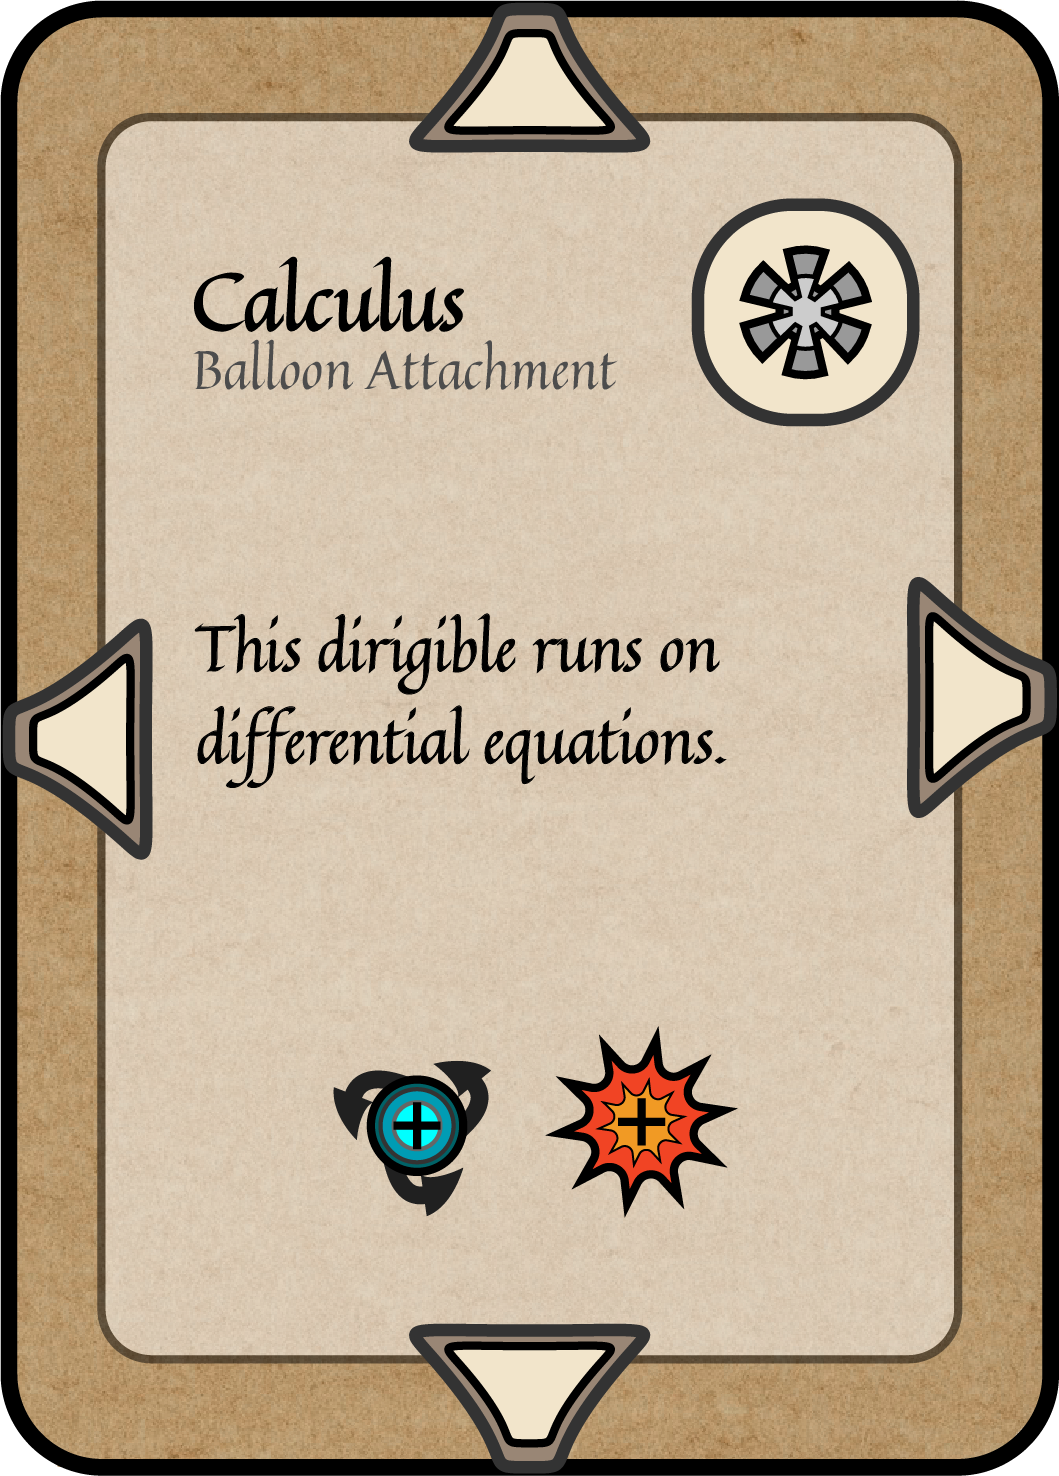 Calculus
Balloon Attachment
This dirigible runs on
differential equations.